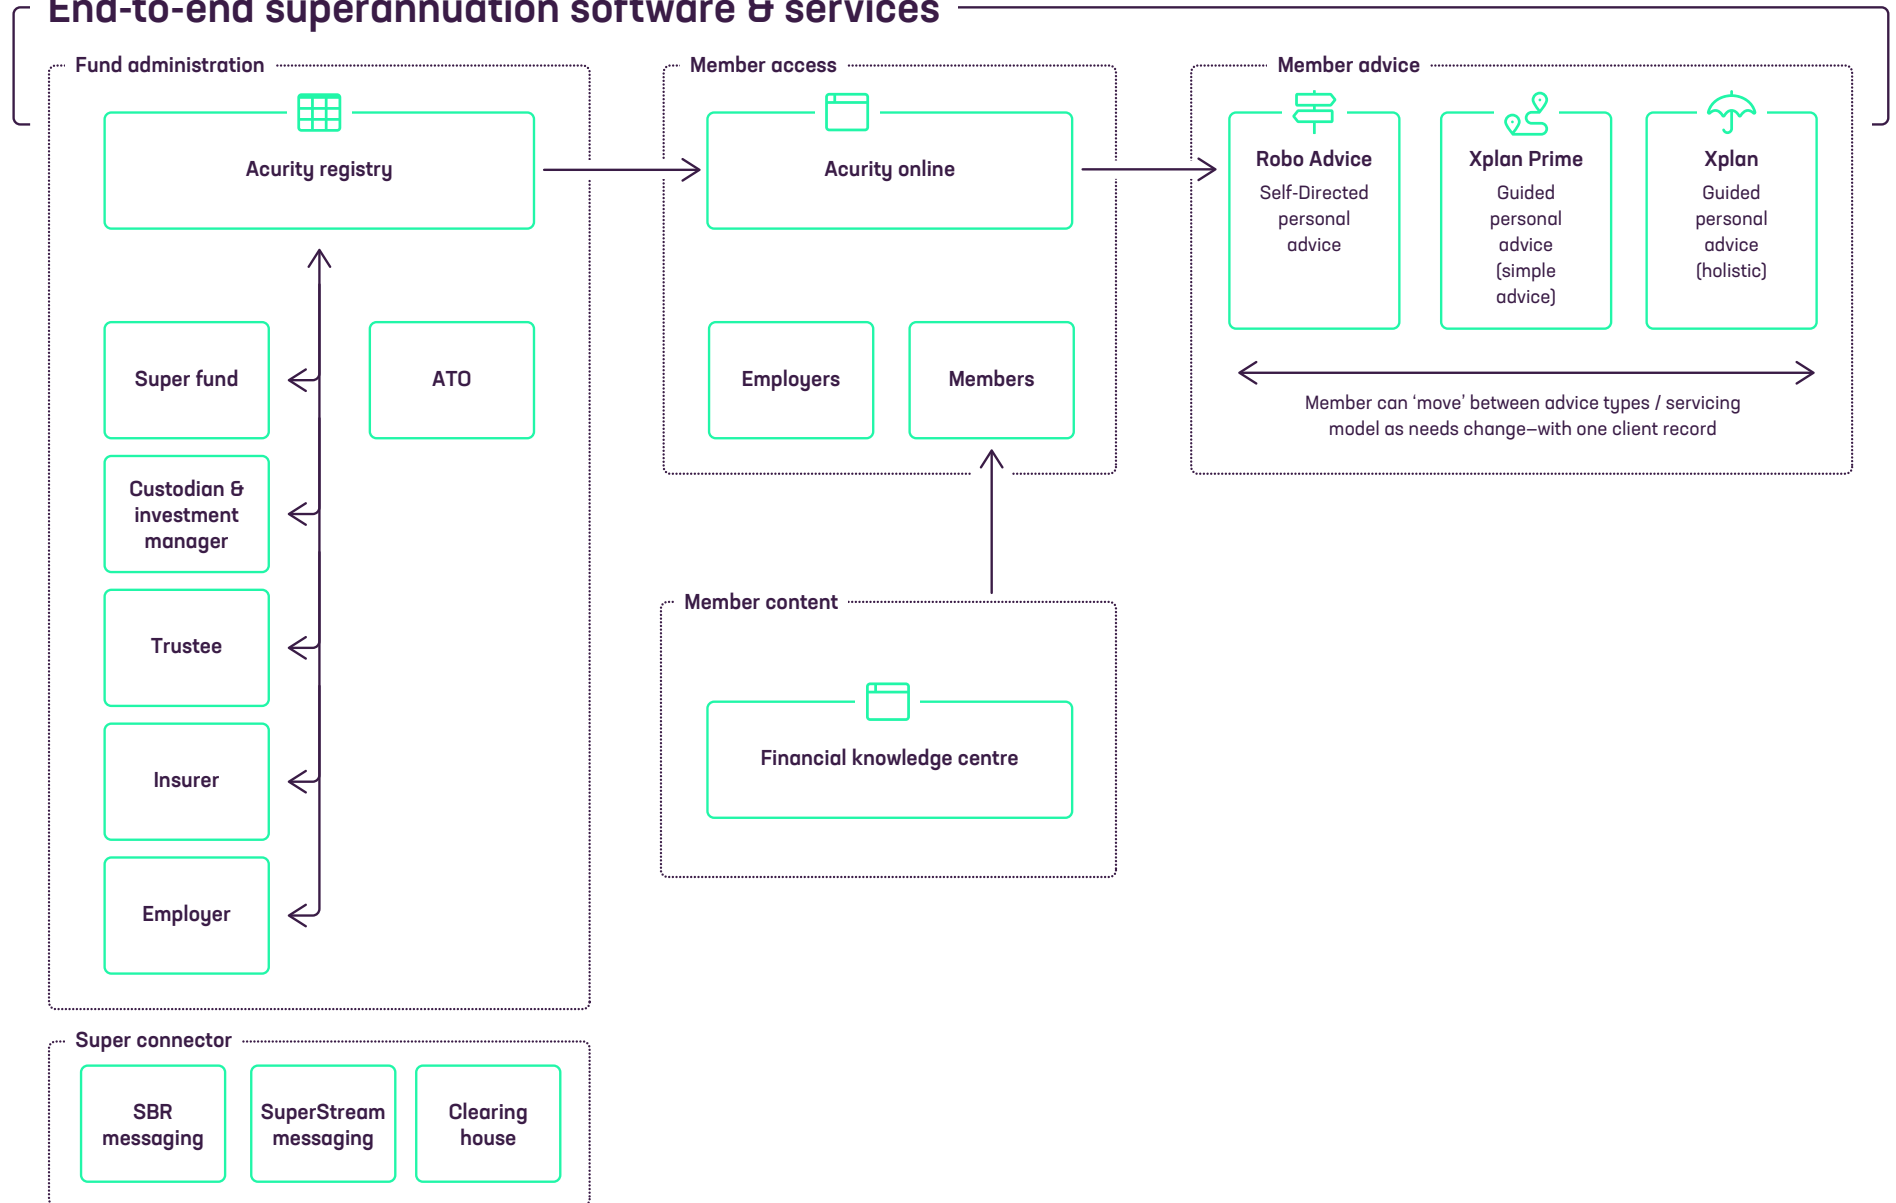 End-to-end superannuation software & services
Fund administration
Acurity registry
Super fund
ATO
Custodian &
investment
manager
Trustee
Insurer
Employer
Super connector
SBR
messaging
SuperStream
messaging
Clearing
house
Member access
Acurity online
Employers
Members
Member content
Financial knowledge centre
Member advice
Robo Advice
Self-Directed
personal
advice
Xplan Prime
Guided
personal
advice
(simple
advice)
Xplan
Guided
personal
advice
(holistic)
Member can ‘move’ between advice types / servicing
model as needs change—with one client record